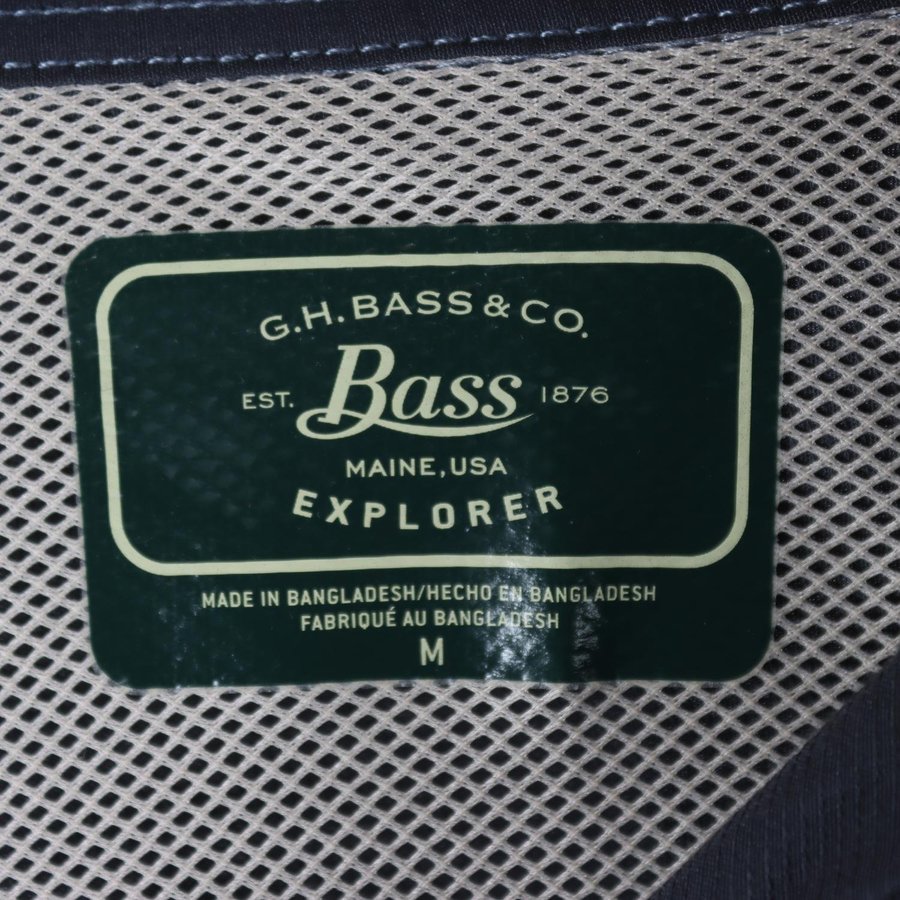 G.H. BASS & CO.
EST. Bass 1876
MAINE, USA
EXPLORER
MADE IN BANGLADESH/HECHO EN BANGLADESH
FABRIQUÉ AU BANGLADESH
M